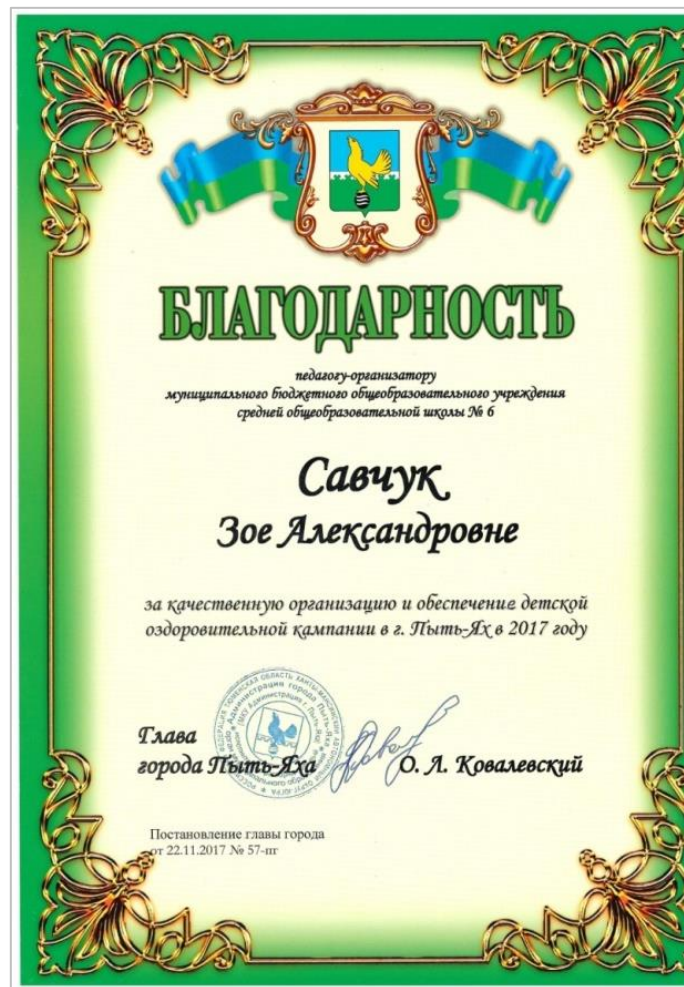 БЛАГОДАРНОСТЬ
педагогу-организатору
муниципального бюджетного общеобразовательного учреждения
средней общеобразовательной школы № 6
Савчук
Зое Александровне
за качественную организацию и обеспечение детской
оздоровительной кампании в г. Пыть-Ях в 2017 году
Глава
города Пыть-Яха
О. Л. Ковалевский
Постановление главы города
от 22.11.2017 № 57-пг